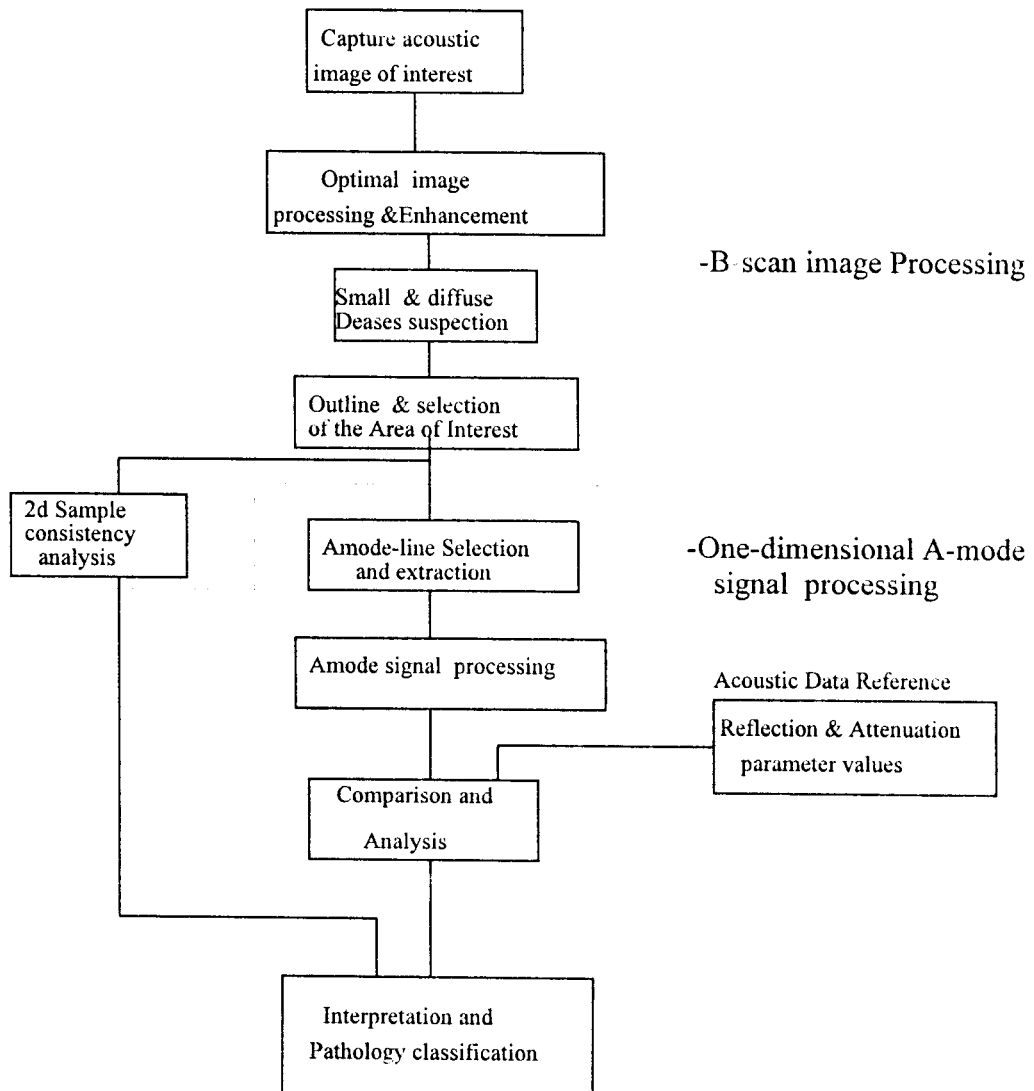 Capture acoustic
image of interest
Optimal image
processing &Enhancement
-B scan image Processing
Small & diffuse
Deases suspection
Outline & selection
of the Area of Interest
2d Sample
consistency
analysis
Amode-line Selection
and extraction
-One-dimensional A-mode
signal processing
Amode signal processing
Acoustic Data Reference
Reflection & Attenuation
parameter values
Comparison and
Analysis
Interpretation and
Pathology classification